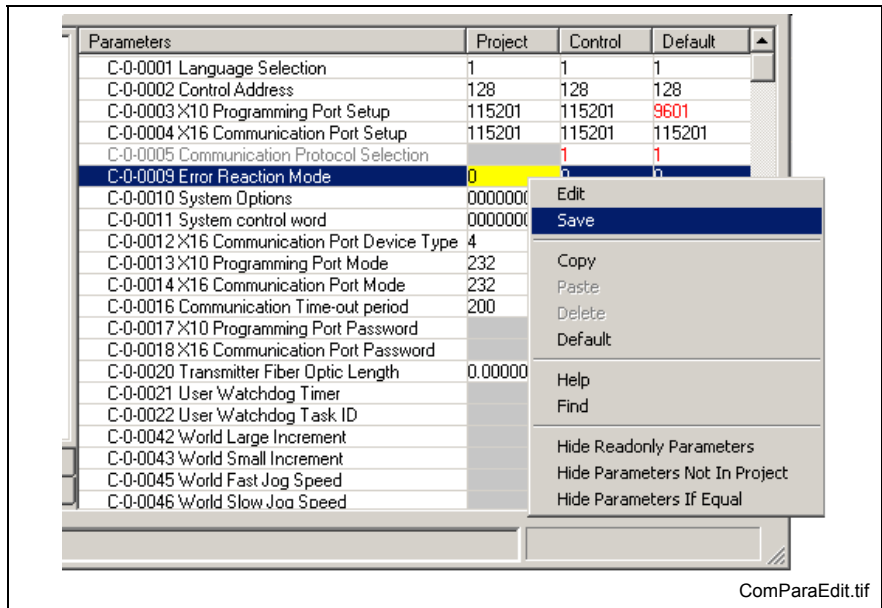 Parameters Project Control Default
C-0-0001 Language Selection 1 1 1
C-0-0002 Control Address 128 128 128
C-0-0003 X10 Programming Port Setup 115201 115201 9601
C-0-0004 X16 Communication Port Setup 115201 115201 115201
C-0-0005 Communication Protocol Selection 1 1
C-0-0009 Error Reaction Mode 0 0 0
C-0-0010 System Options 0000000
C-0-0011 System control word 0000000
C-0-0012 X16 Communication Port Device Type 4
C-0-0013 X10 Programming Port Mode 232
C-0-0014 X16 Communication Port Mode 232
C-0-0016 Communication Time-out period 200
C-0-0017 X10 Programming Port Password
C-0-0018 X16 Communication Port Password
C-0-0020 Transmitter Fiber Optic Length 0.00000
C-0-0021 User Watchdog Timer
C-0-0022 User Watchdog Task ID
C-0-0042 World Large Increment
C-0-0043 World Small Increment
C-0-0045 World Fast Jog Speed
C-0-0046 World Slow Jog Speed
Edit
Save
Copy
Paste
Delete
Default
Help
Find
Hide Readonly Parameters
Hide Parameters Not In Project
Hide Parameters If Equal
ComParaEdit.tif